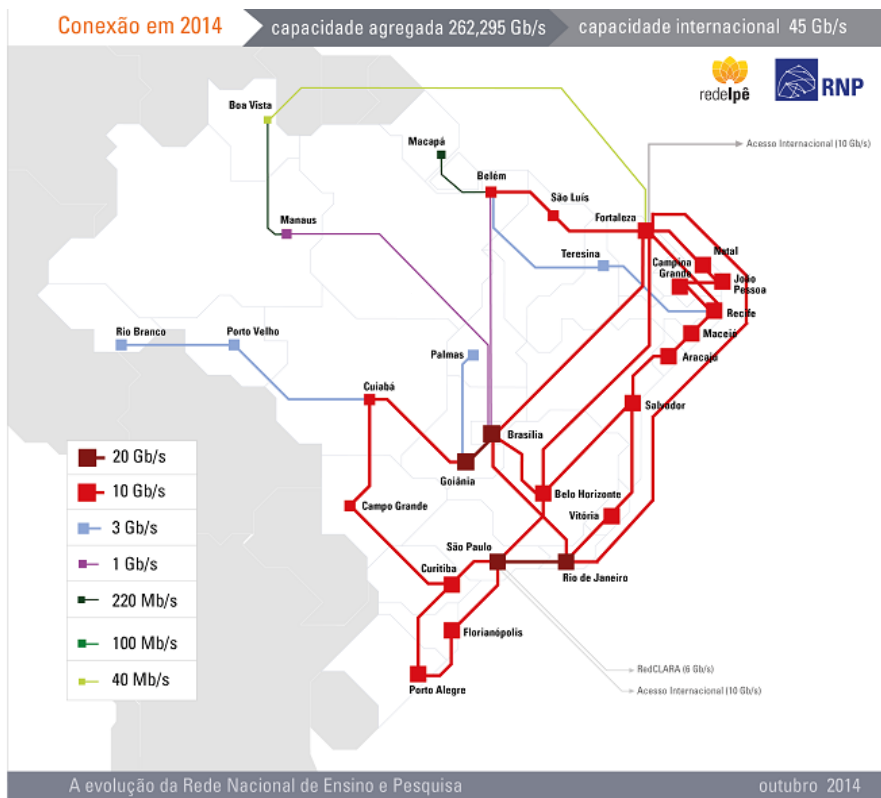 Conexão em 2014
capacidade agregada 262,295 Gb/s
capacidade internacional 45 Gb/s
redeIpê
RNP
Boa Vista
Macapá
Acesso Internacional (10 Gb/s)
Belém
São Luís
Manaus
Fortaleza
Teresina
Natal
Campina
Grande
João
Pessoa
Recife
Rio Branco
Porto Velho
Maceió
Palmas
Aracajú
Cuiabá
Salvador
Brasília
20 Gb/s
Goiânia
10 Gb/s
Belo Horizonte
Campo Grande
Vitória
3 Gb/s
São Paulo
1 Gb/s
Curitiba
Rio de Janeiro
220 Mb/s
Florianópolis
100 Mb/s
RedCLARA (6 Gb/s)
40 Mb/s
Porto Alegre
Acesso Internacional (10 Gb/s)
A evolução da Rede Nacional de Ensino e Pesquisa
outubro 2014